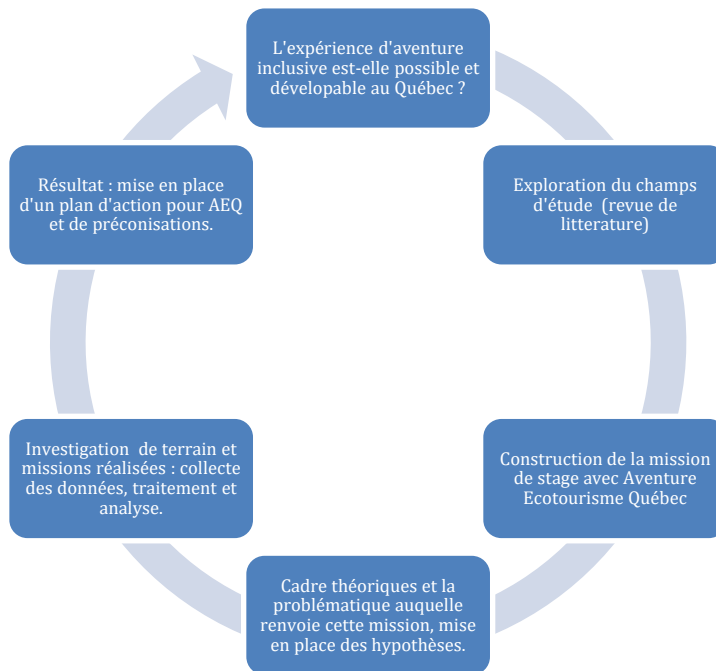 L'expérience d'aventure
inclusive est-elle possible et
dévelopable au Québec ?
Exploration du champs
d'étude (revue de
litterature)
Construction de la mission
de stage avec Aventure
Ecotourisme Québec
Cadre théoriques et la
problématique auquelle
renvoie cette mission, mise
en place des hypothèses.
Investigation de terrain et
missions réalisées : collecte
des données, traitement et
analyse.
Résultat : mise en place
d'un plan d'action pour AEQ
et de préconisations.